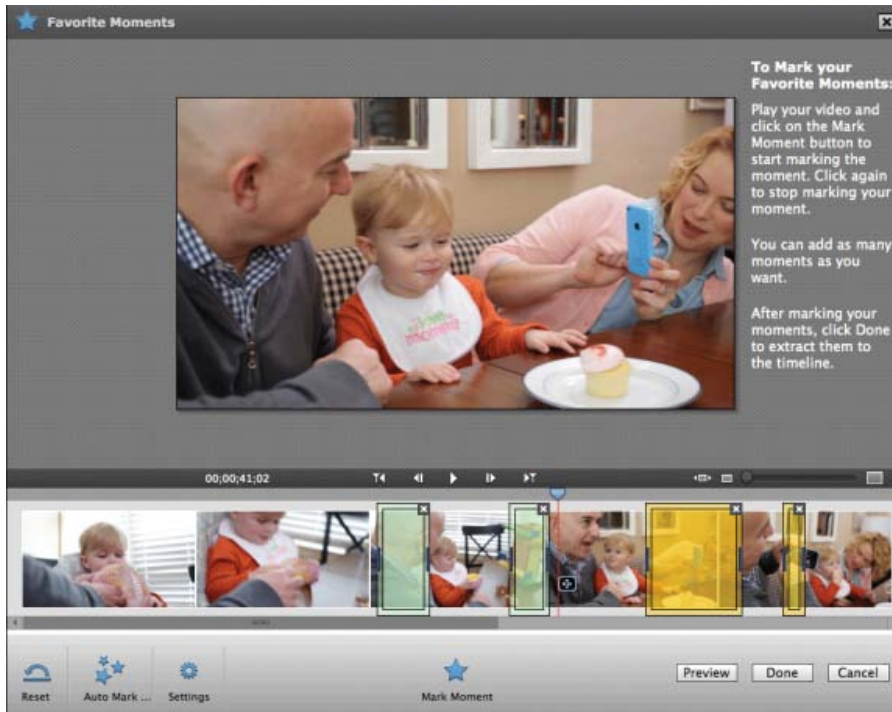 Favorite Moments
To Mark your
Favorite Moments:
Play your video and
click on the Mark
Moment button to
start marking the
moment. Click again
to stop marking your
moment.
You can add as many
moments as you
want.
After marking your
moments, click Done
to extract them to
the timeline.
mommy
00;00;41;02
Reset
Auto Mark ...
Settings
Mark Moment
Preview
Done
Cancel